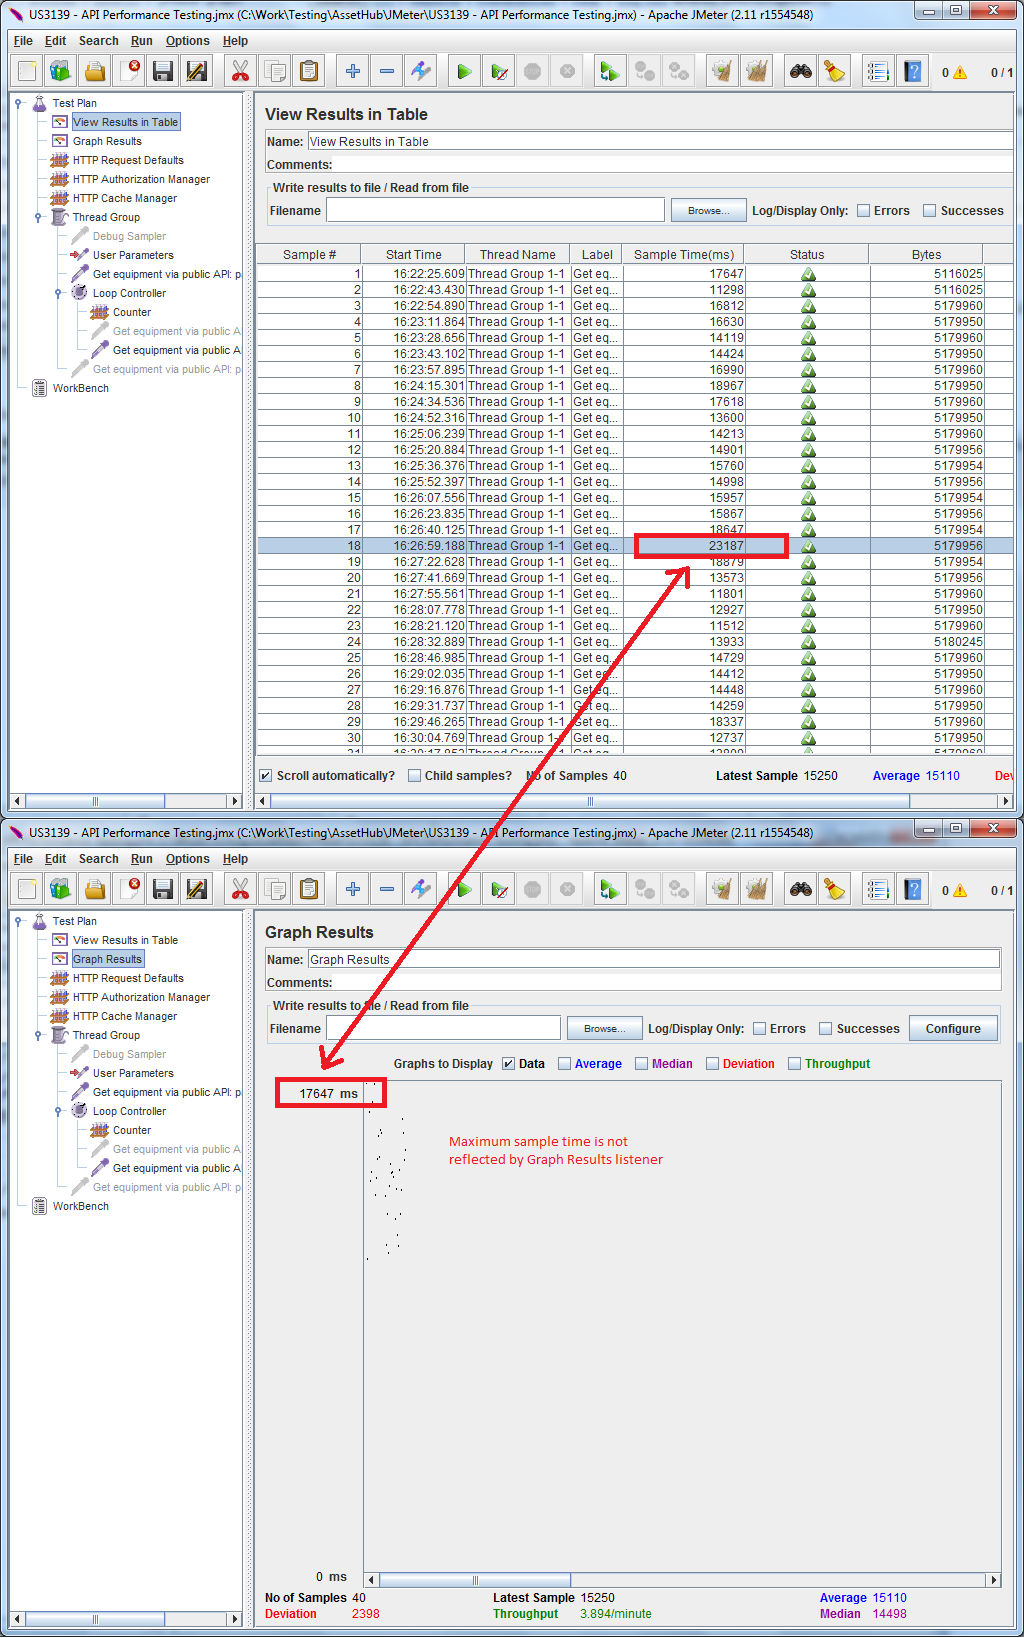 US3139 - API Performance Testing.jmx (C:\Work\Testing\AssetHub\JMeter\US3139 - API Performance Testing.jmx) - Apache JMeter (2.11 r1554548)
File Edit Search Run Options Help
0 0 / 1
Test Plan
View Results in Table
Graph Results
HTTP Request Defaults
HTTP Authorization Manager
HTTP Cache Manager
Thread Group
Debug Sampler
User Parameters
Get equipment via public API: p
Loop Controller
Counter
Get equipment via public A
Get equipment via public A
Get equipment via public API: p
WorkBench
View Results in Table
Name: View Results in Table
Comments:
Write results to file / Read from file
Filename Browse... Log/Display Only: Errors Successes
Sample # Start Time Thread Name Label Sample Time(ms) Status Bytes
1 16:22:25.609 Thread Group 1-1 Get eq... 17647 5116025
2 16:22:43.430 Thread Group 1-1 Get eq... 11298 5116025
3 16:22:54.890 Thread Group 1-1 Get eq... 16812 5179960
4 16:23:11.864 Thread Group 1-1 Get eq... 16630 5179950
5 16:23:28.656 Thread Group 1-1 Get eq... 14119 5179960
6 16:23:43.102 Thread Group 1-1 Get eq... 14424 5179950
7 16:23:57.895 Thread Group 1-1 Get eq... 16990 5179960
8 16:24:15.301 Thread Group 1-1 Get eq... 18967 5179950
9 16:24:34.536 Thread Group 1-1 Get eq... 17618 5179960
10 16:24:52.316 Thread Group 1-1 Get eq... 13600 5179950
11 16:25:06.239 Thread Group 1-1 Get eq... 14213 5179960
12 16:25:20.884 Thread Group 1-1 Get eq... 14901 5179956
13 16:25:36.376 Thread Group 1-1 Get eq... 15760 5179954
14 16:25:52.397 Thread Group 1-1 Get eq... 14998 5179956
15 16:26:07.556 Thread Group 1-1 Get eq... 15957 5179954
16 16:26:23.835 Thread Group 1-1 Get eq... 15867 5179956
17 16:26:40.125 Thread Group 1-1 Get eq... 18647 5179954
18 16:26:59.188 Thread Group 1-1 Get eq... 23187 5179956
19 16:27:22.628 Thread Group 1-1 Get eq... 18879 5179954
20 16:27:41.669 Thread Group 1-1 Get eq... 13573 5179956
21 16:27:55.561 Thread Group 1-1 Get eq... 11801 5179960
22 16:28:07.778 Thread Group 1-1 Get eq... 12927 5179950
23 16:28:21.120 Thread Group 1-1 Get eq... 11512 5179960
24 16:28:32.889 Thread Group 1-1 Get eq... 13933 5180245
25 16:28:46.985 Thread Group 1-1 Get eq... 14729 5179960
26 16:29:02.035 Thread Group 1-1 Get eq... 14412 5179950
27 16:29:16.876 Thread Group 1-1 Get eq... 14448 5179960
28 16:29:31.737 Thread Group 1-1 Get eq... 14259 5179950
29 16:29:46.265 Thread Group 1-1 Get eq... 18337 5179960
30 16:30:04.769 Thread Group 1-1 Get eq... 12737 5179950
Scroll automatically? Child samples? No of Samples 40 Latest Sample 15250 Average 15110 Dev
US3139 - API Performance Testing.jmx (C:\Work\Testing\AssetHub\JMeter\US3139 - API Performance Testing.jmx) - Apache JMeter (2.11 r1554548)
File Edit Search Run Options Help
0 0 / 1
Test Plan
View Results in Table
Graph Results
HTTP Request Defaults
HTTP Authorization Manager
HTTP Cache Manager
Thread Group
Debug Sampler
User Parameters
Get equipment via public API: p
Loop Controller
Counter
Get equipment via public A
Get equipment via public A
Get equipment via public API: p
WorkBench
Graph Results
Name: Graph Results
Comments:
Write results to file / Read from file
Filename Browse... Log/Display Only: Errors Successes Configure
Graphs to Display Data Average Median Deviation Throughput
17647 ms
Maximum sample time is not
reflected by Graph Results listener
0 ms
No of Samples 40 Latest Sample 15250 Average 15110
Deviation 2398 Throughput 3.894/minute Median 14498